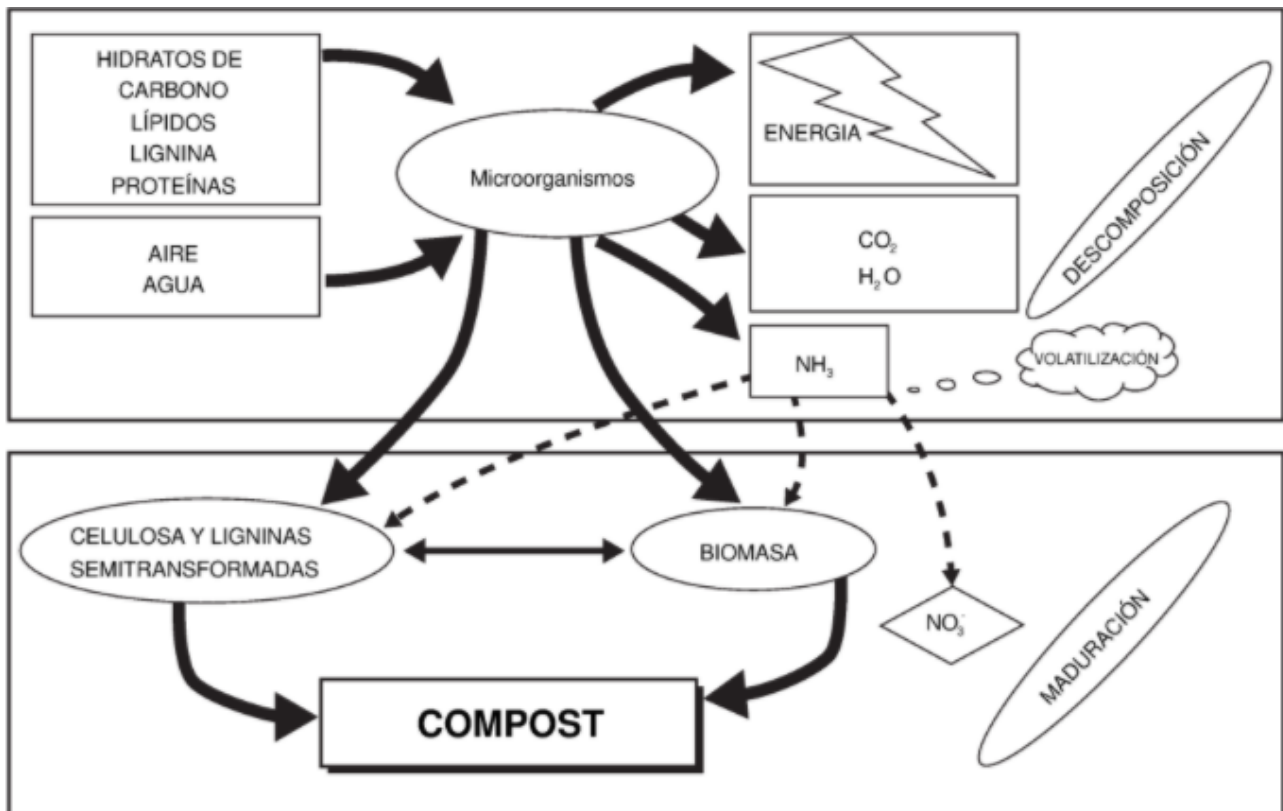 HIDRATOS DE
CARBONO
LÍPIDOS
LIGNINA
PROTEÍNAS
AIRE
AGUA
Microorganismos
ENERGIA
CO₂
H₂O
NH₃
DESCOMPOSICIÓN
VOLATILIZACIÓN
CELULOSA Y LIGNINAS
SEMITRANSFORMADAS
BIOMASA
NO₃⁻
MADURACIÓN
COMPOST